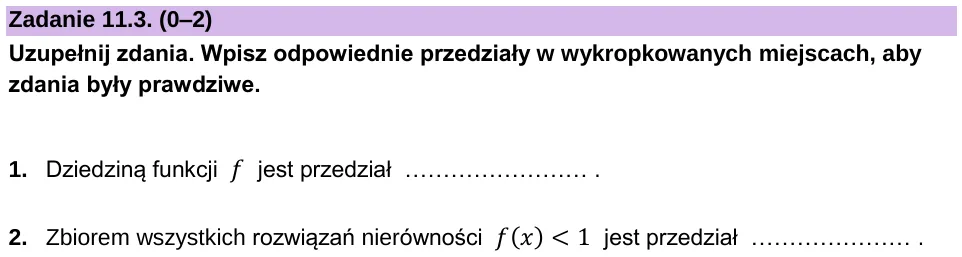 Zadanie 11.3. (0–2)
Uzupełnij zdania. Wpisz odpowiednie przedziały w wykropkowanych miejscach, aby
zdania były prawdziwe.
1. Dziedziną funkcji f jest przedział ........................ .
2. Zbiorem wszystkich rozwiązań nierówności f(x) < 1 jest przedział ..................... .